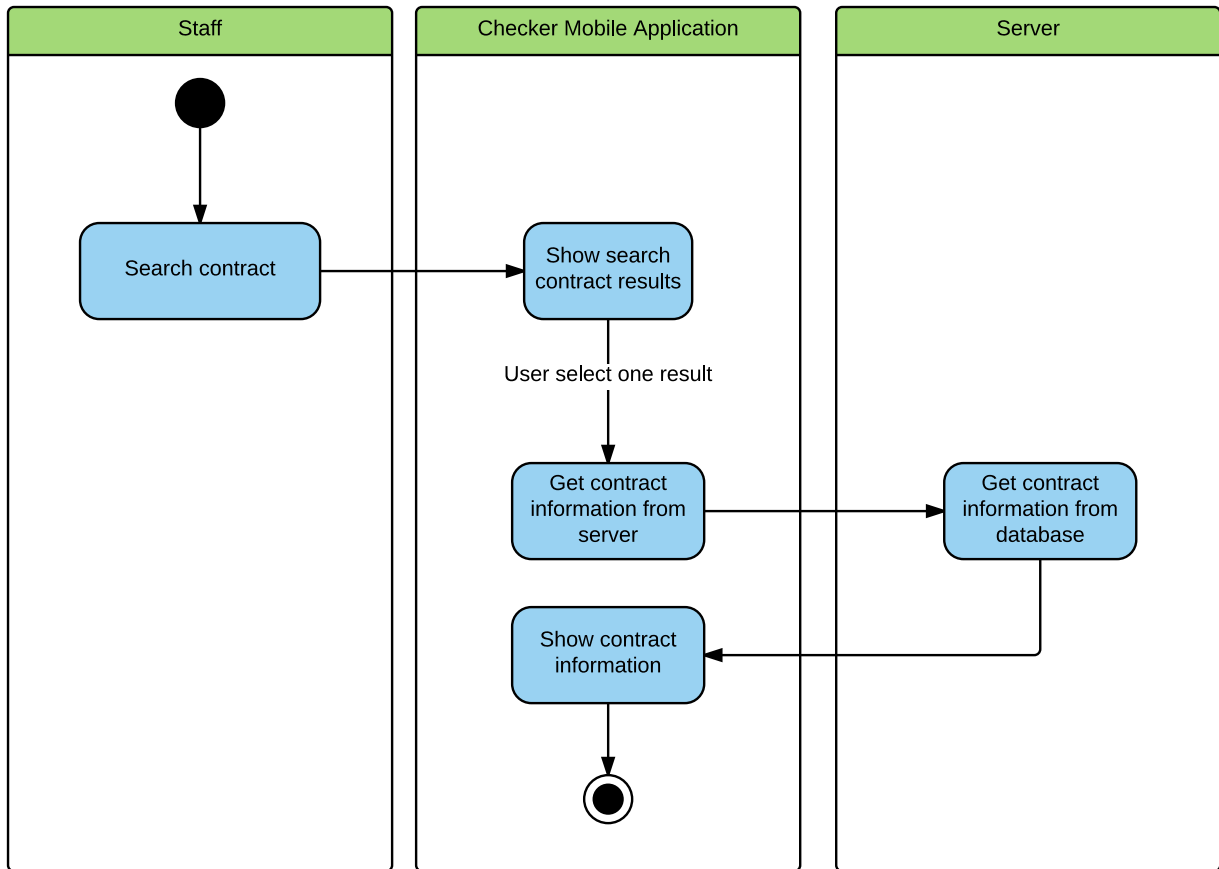 Staff
Checker Mobile Application
Server
Search contract
Show search
contract results
User select one result
Get contract
information from
server
Get contract
information from
database
Show contract
information